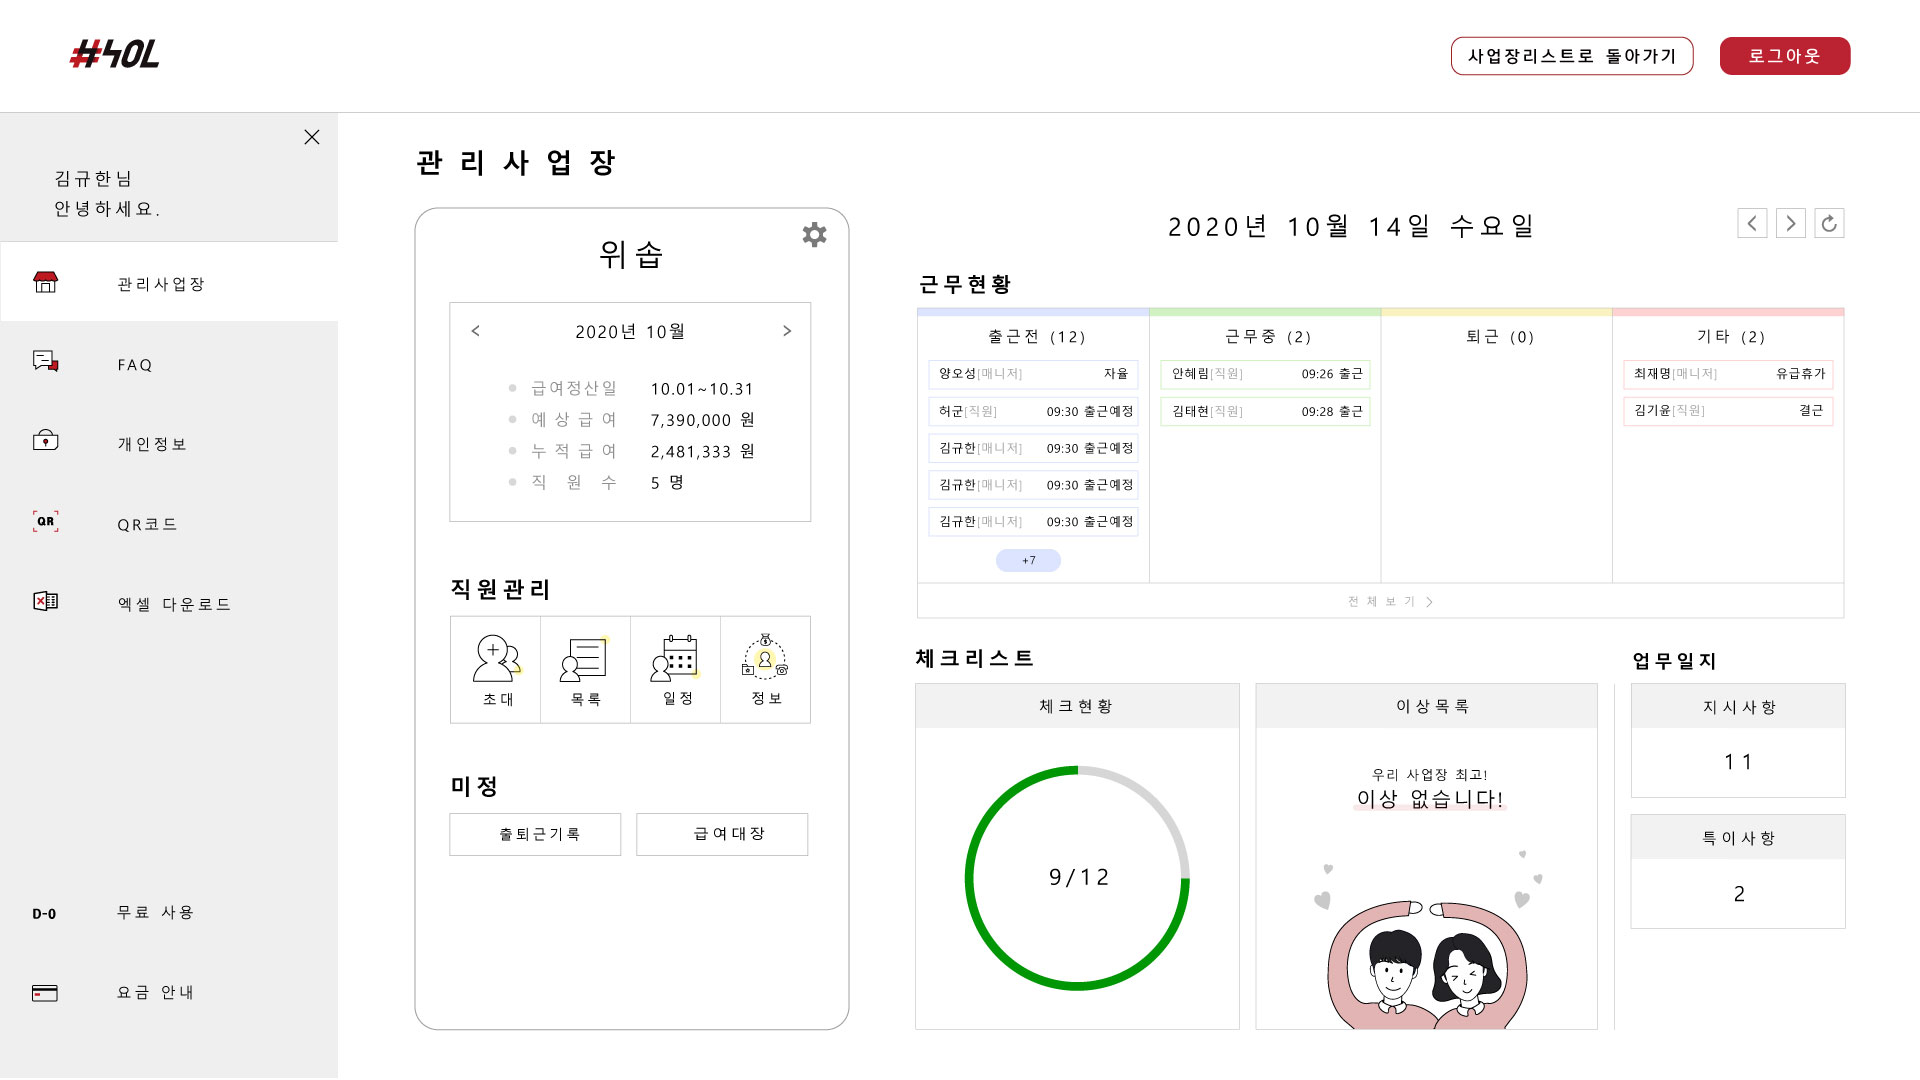 #SOL
사업장리스트로 돌아가기
로그아웃
김규한님
안녕하세요.
관리사업장
FAQ
개인정보
QR
QR코드
엑셀 다운로드
D-0
무료 사용
요금 안내
관리사업장
위솝
2020년 10월
급여정산일 10.01~10.31
예상급여 7,390,000 원
누적급여 2,481,333 원
직원수 5 명
직원관리
초대
목록
일정
정보
미정
출퇴근기록
급여대장
2020년 10월 14일 수요일
근무현황
출근전 (12)
양오성[매니저] 자율
허군[직원] 09:30 출근예정
김규한[매니저] 09:30 출근예정
김규한[매니저] 09:30 출근예정
김규한[매니저] 09:30 출근예정
+7
근무중 (2)
안혜림[직원] 09:26 출근
김태현[직원] 09:28 출근
퇴근 (0)
기타 (2)
최재명[매니저] 유급휴가
김기윤[직원] 결근
전체보기 >
체크리스트
체크현황
9/12
이상목록
우리 사업장 최고!
이상 없습니다!
업무일지
지시사항
11
특이사항
2